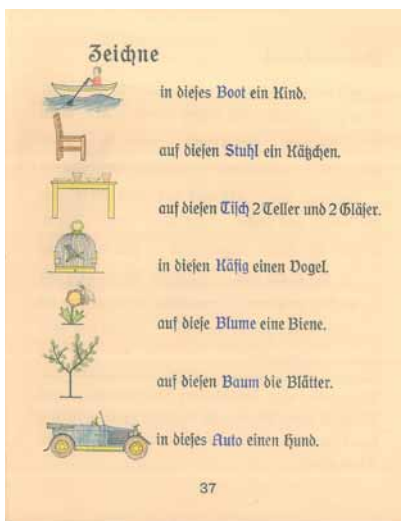 Zeichne
in dieses Boot ein Kind.
auf diesen Stuhl ein Kätzchen.
auf diesen Tisch 2 Teller und 2 Gläser.
in diesen Käfig einen Vogel.
auf diese Blume eine Biene.
auf diesen Baum die Blätter.
in dieses Auto einen Hund.
37